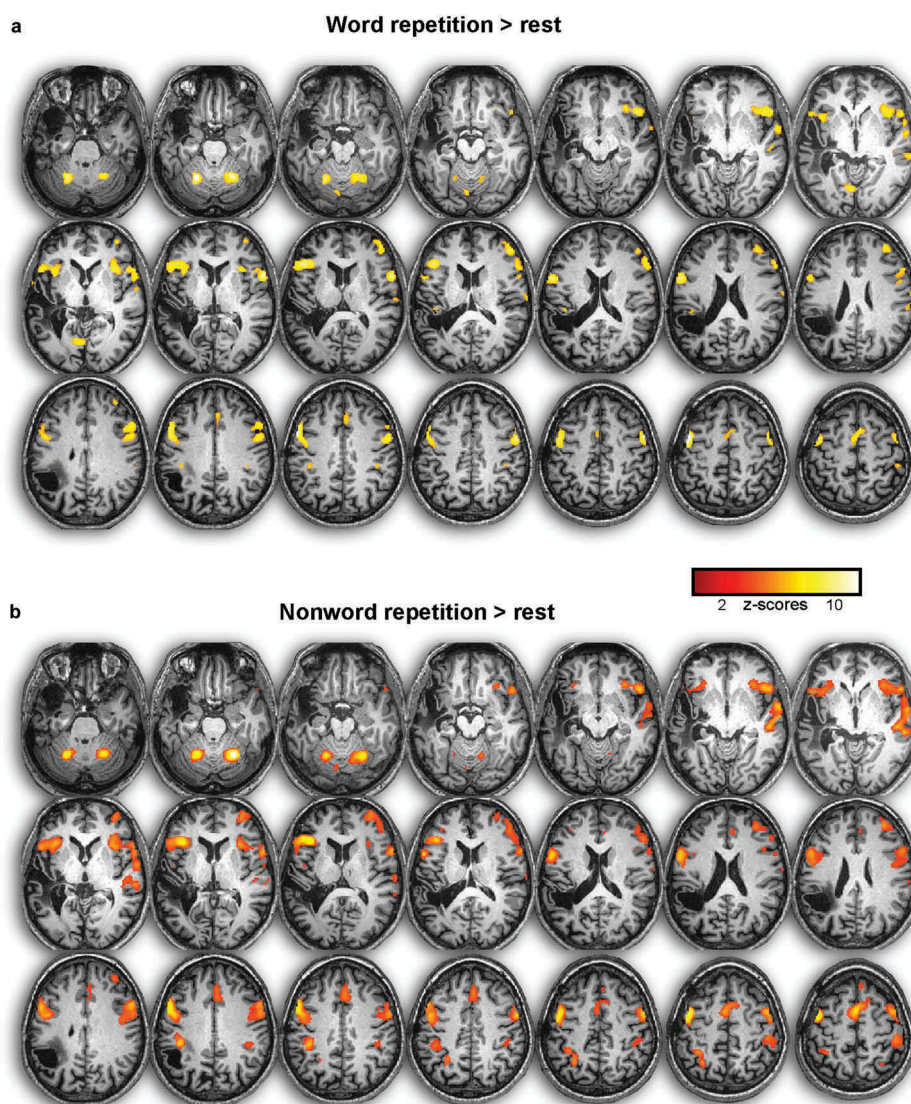 a
Word repetition > rest
2 z-scores 10
b
Nonword repetition > rest